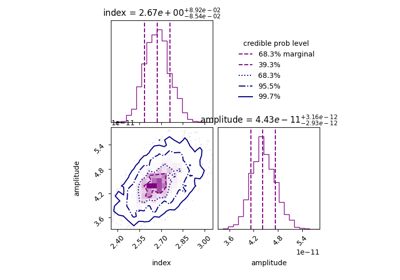 index = 2.67e+00+8.92e-02 -8.54e-02
credible prob level
68.3% marginal
39.3%
68.3%
95.5%
99.7%
1e-11
amplitude = 4.43e-11+3.16e-12 -2.93e-12
5.4
4.8
4.2
3.6
amplitude
2.40 2.55 2.70 2.85 3.00
index
3.6 4.2 4.8 5.4
1e-11
amplitude